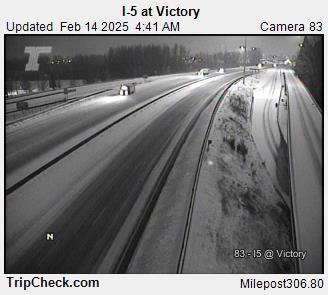 I-5 at Victory
Updated  Feb 14 2025  4:41 AM
Camera 83
N
83 - I5 @ Victory
TripCheck.com
Milepost306.80